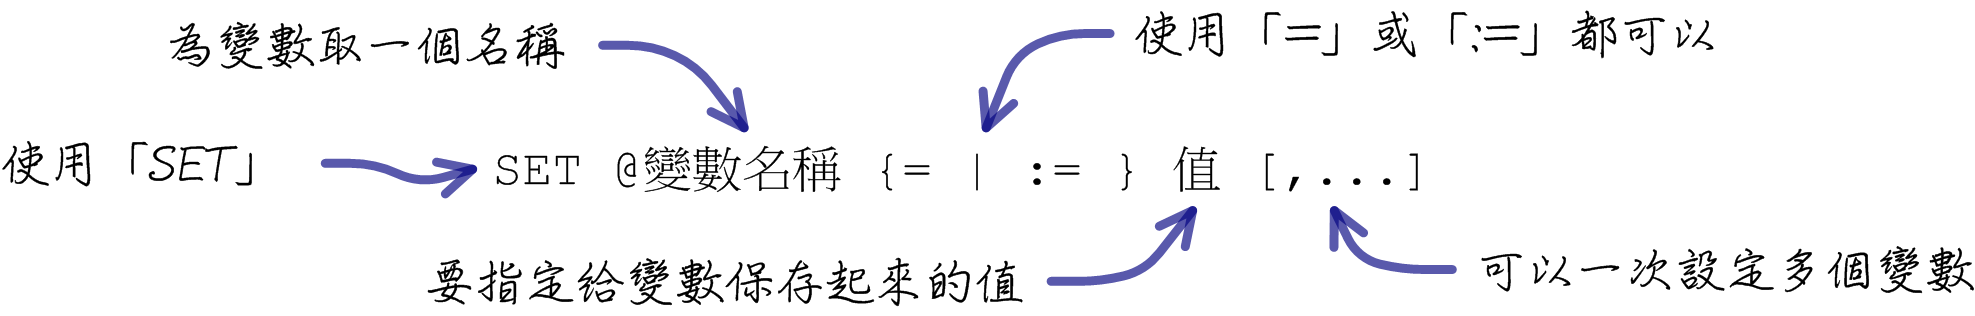 為變數取一個名稱
使用「=」或「:=」都可以
使用「SET」
SET @變數名稱 {= | := } 值 [,...]
要指定給變數保存起來的值
可以一次設定多個變數